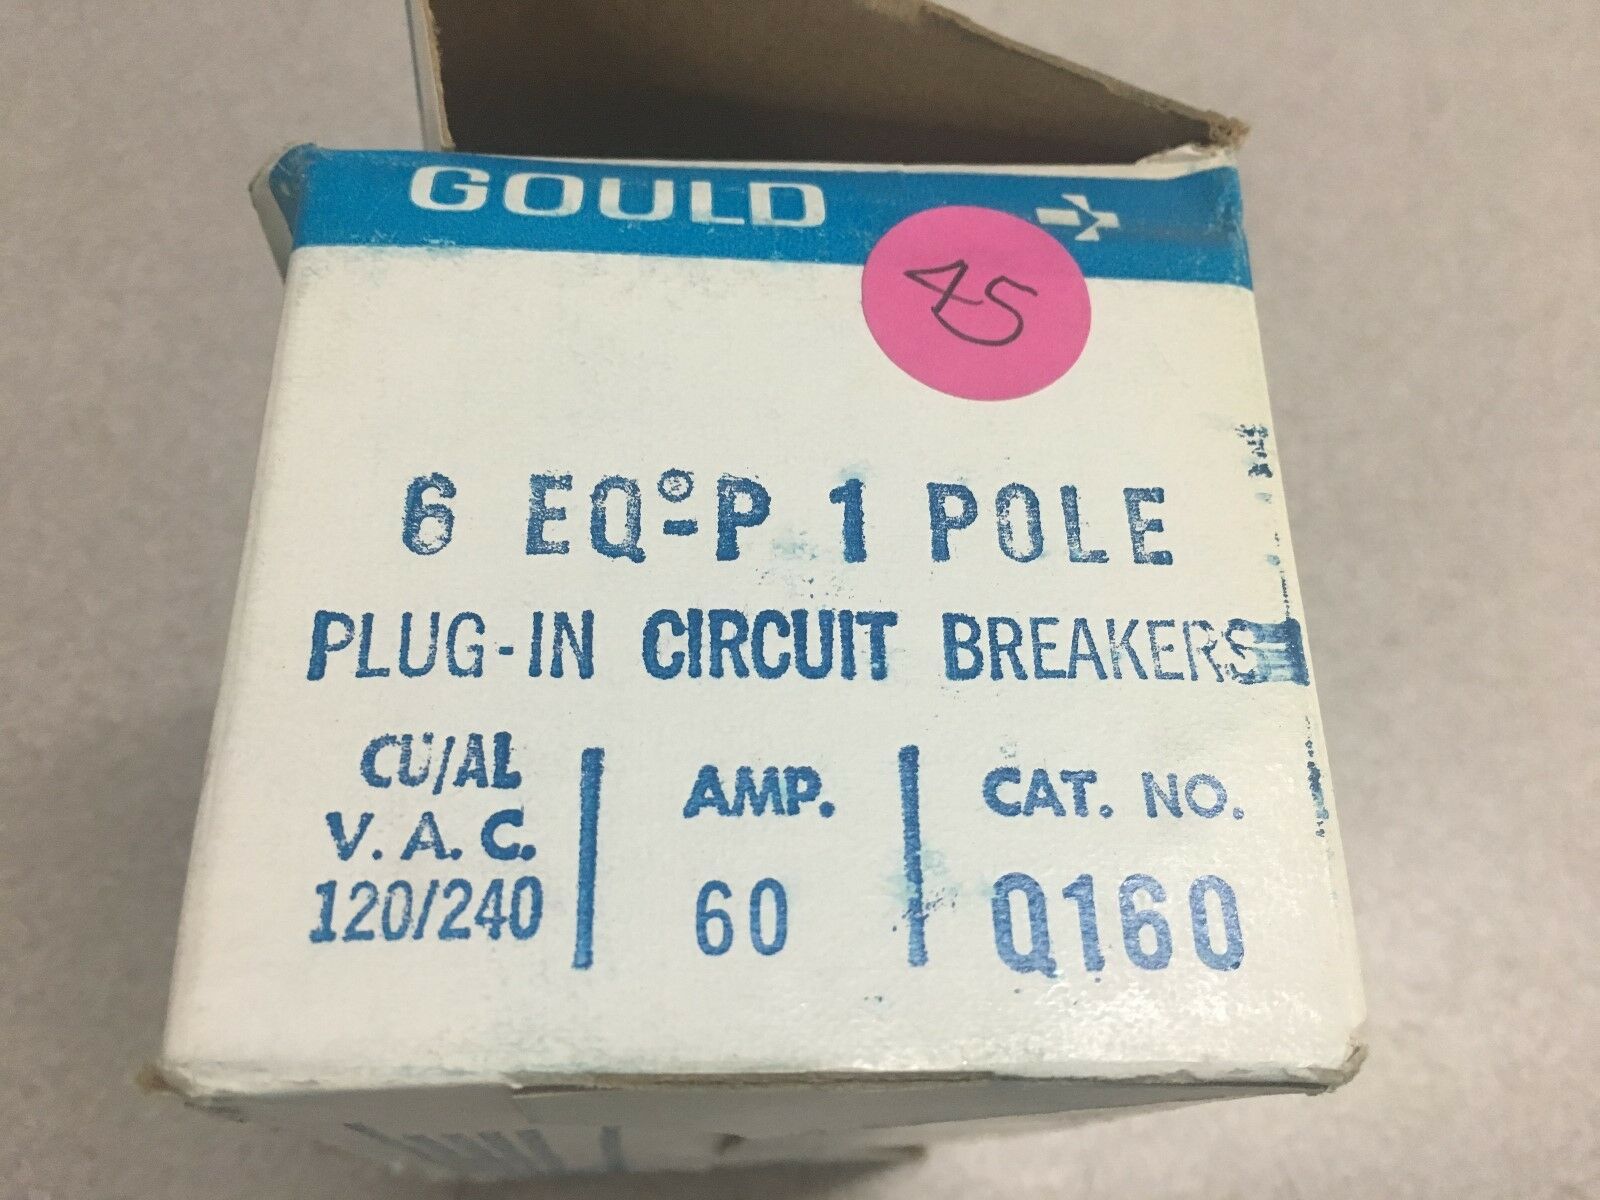 GOULD
45
6 EQ®-P 1 POLE
PLUG-IN CIRCUIT BREAKERS
CU/AL
V.A.C. AMP. CAT. NO.
120/240 60 Q160